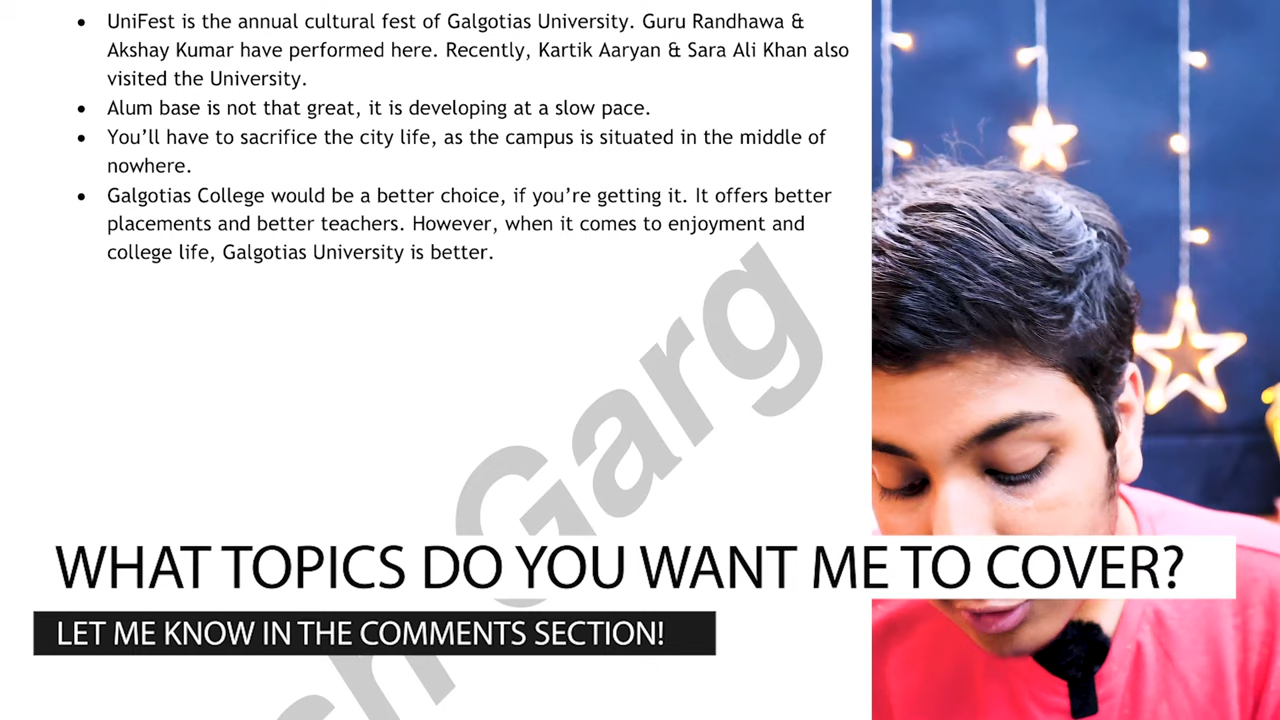 • UniFest is the annual cultural fest of Galgotias University. Guru Randhawa &
Akshay Kumar have performed here. Recently, Kartik Aaryan & Sara Ali Khan also
visited the University.
• Alum base is not that great, it is developing at a slow pace.
• You’ll have to sacrifice the city life, as the campus is situated in the middle of
nowhere.
• Galgotias College would be a better choice, if you’re getting it. It offers better
placements and better teachers. However, when it comes to enjoyment and
college life, Galgotias University is better.
Garg
WHAT TOPICS DO YOU WANT ME TO COVER?
LET ME KNOW IN THE COMMENTS SECTION!